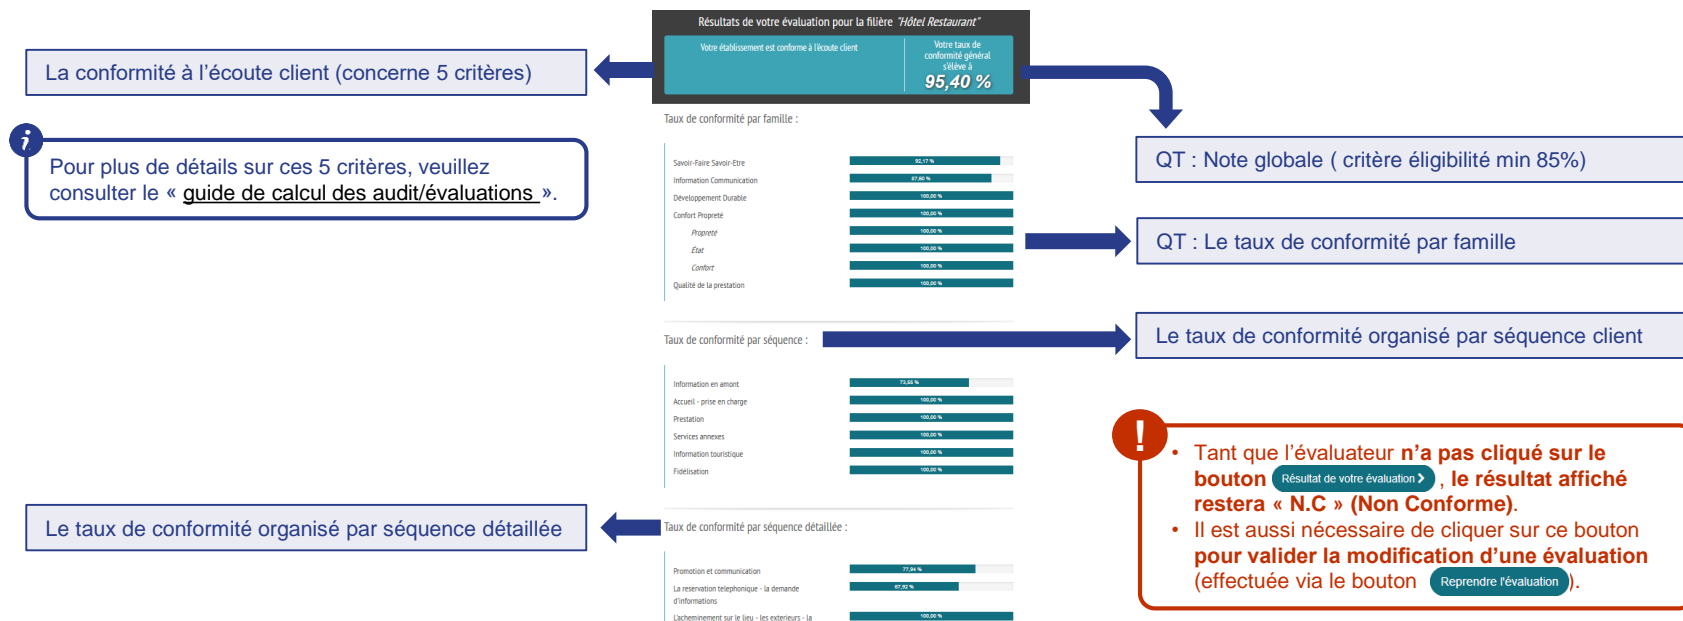 Résultats de votre évaluation pour la filière "Hôtel Restaurant"
Votre établissement est conforme à l'écoute client
Votre taux de
conformité général
s'élève à
95,40 %
La conformité à l'écoute client (concerne 5 critères)
i
Pour plus de détails sur ces 5 critères, veuillez
consulter le « guide de calcul des audit/évaluations ».
QT : Note globale ( critère éligibilité min 85%)
QT : Le taux de conformité par famille
Le taux de conformité organisé par séquence client
Taux de conformité par famille :
Savoir-Faire Savoir-Etre 92,17 %
Information Communication 87,60 %
Développement Durable 100,00 %
Confort Propreté 100,00 %
Propreté 100,00 %
État 100,00 %
Confort 100,00 %
Qualité de la prestation 100,00 %
Taux de conformité par séquence :
Information en amont 73,55 %
Accueil - prise en charge 100,00 %
Prestation 100,00 %
Services annexes 100,00 %
Information touristique 100,00 %
Fidélisation 100,00 %
Le taux de conformité organisé par séquence détaillée
Taux de conformité par séquence détaillée :
Promotion et communication 77,94 %
La reservation telephonique - la demande 67,92 %
d'informations
L'acheminement sur le lieu - les exterieurs - la 100,00 %
!
• Tant que l'évaluateur n'a pas cliqué sur le
bouton Résultat de votre évaluation > , le résultat affiché
restera « N.C » (Non Conforme).
• Il est aussi nécessaire de cliquer sur ce bouton
pour valider la modification d'une évaluation
(effectuée via le bouton Reprendre l'évaluation ).